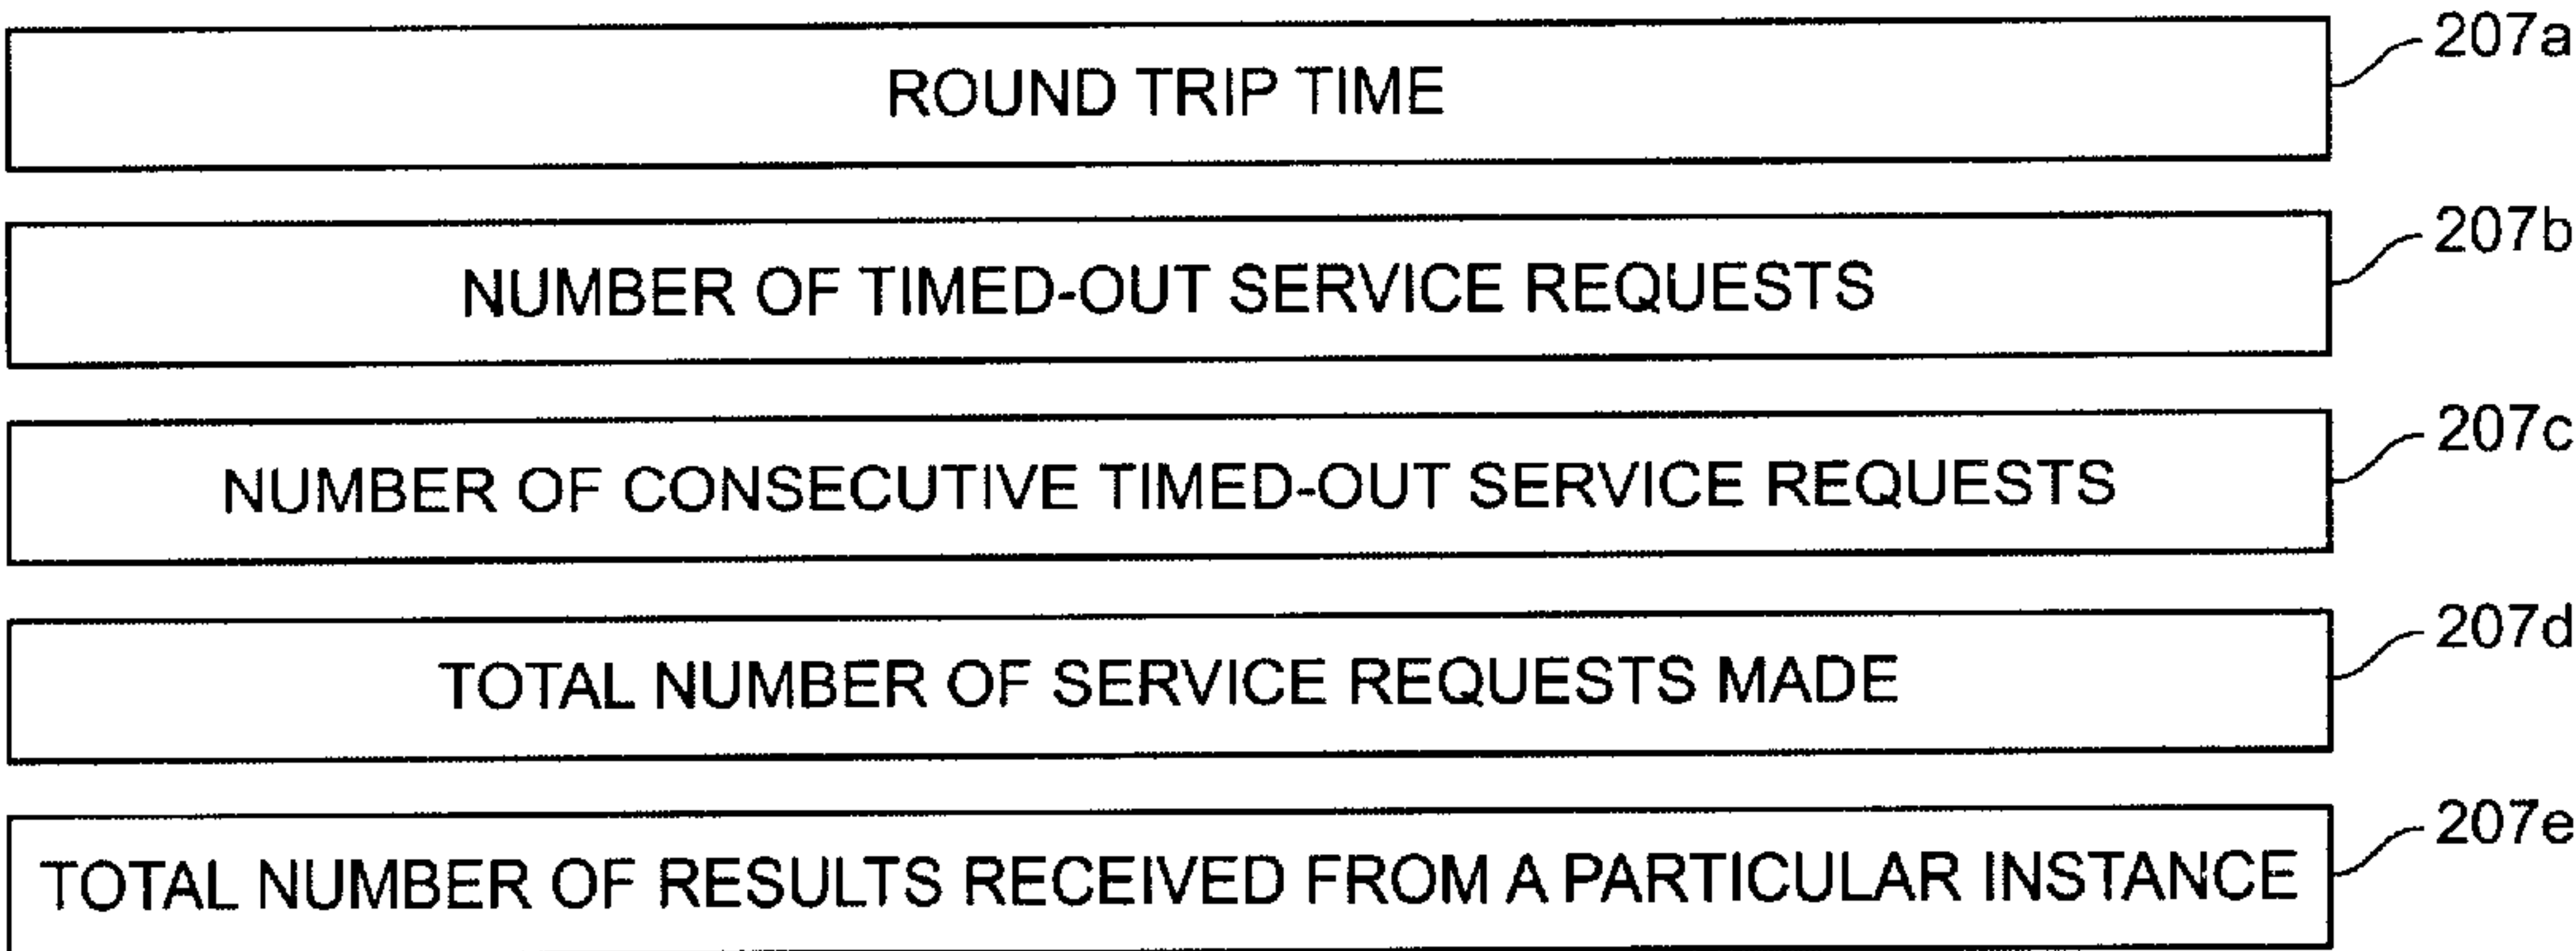 ROUND TRIP TIME 207a
NUMBER OF TIMED-OUT SERVICE REQUESTS 207b
NUMBER OF CONSECUTIVE TIMED-OUT SERVICE REQUESTS 207c
TOTAL NUMBER OF SERVICE REQUESTS MADE 207d
TOTAL NUMBER OF RESULTS RECEIVED FROM A PARTICULAR INSTANCE 207e